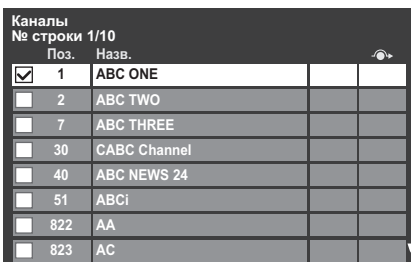 Каналы
№ строки 1/10
Поз. Назв.
1 ABC ONE
2 ABC TWO
7 ABC THREE
30 CABC Channel
40 ABC NEWS 24
51 ABCi
822 AA
823 AC